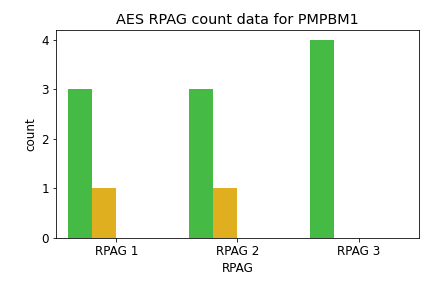 AES RPAG count data for PMPBM1
4
3
2
1
0
count
RPAG 1 RPAG 2 RPAG 3
RPAG